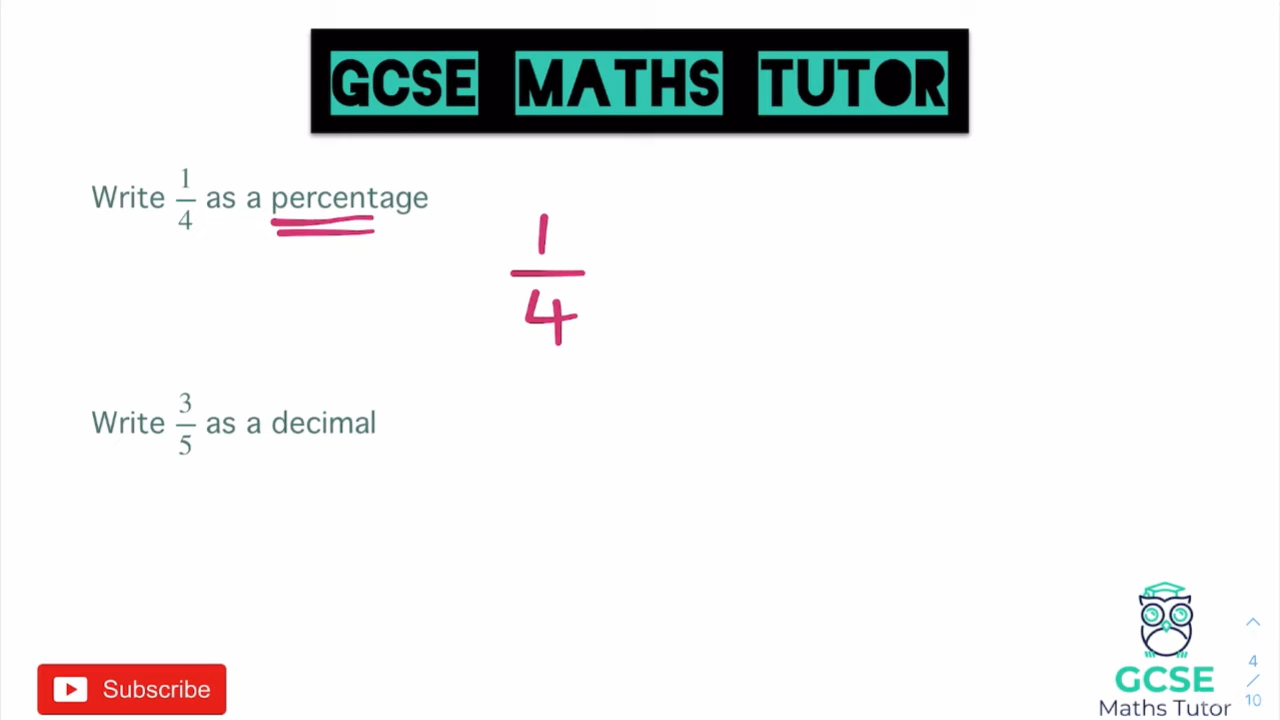 GCSE MATHS TUTOR
Write 1/4 as a percentage
1
4
Write 3/5 as a decimal
Subscribe
GCSE
Maths Tutor
4
/
10